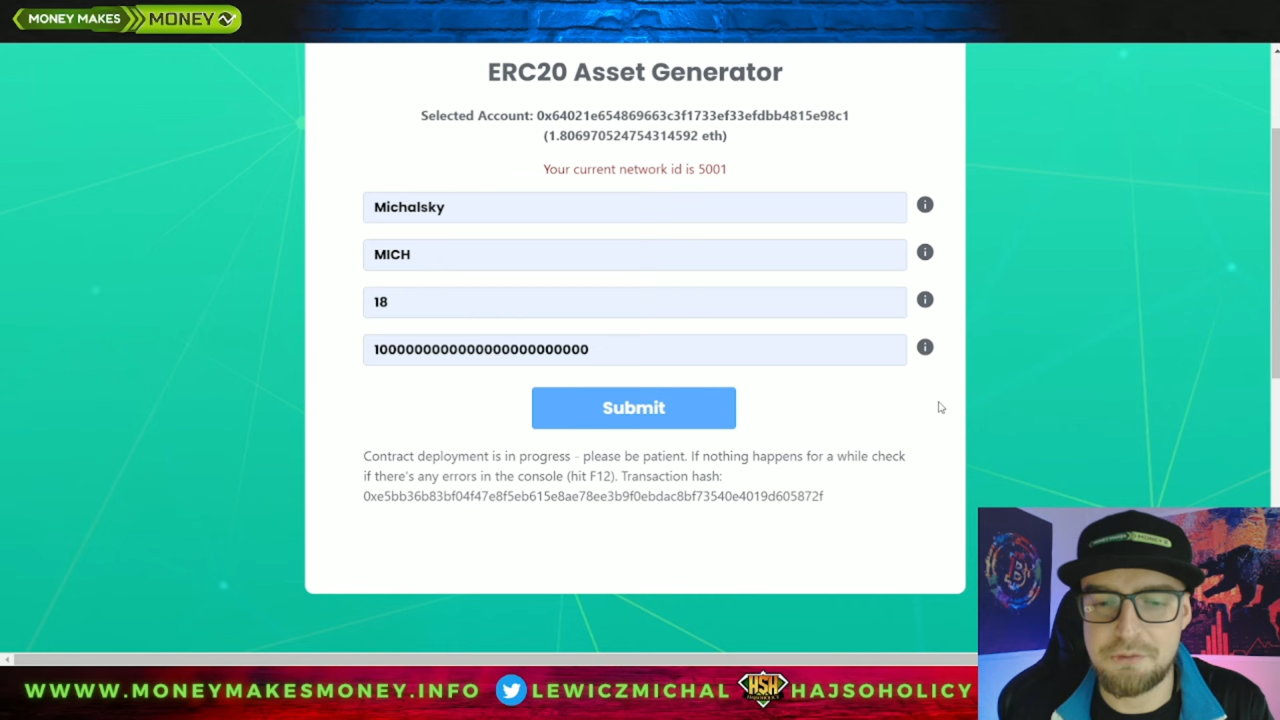 MONEY MAKES MONEY
ERC20 Asset Generator
Selected Account: 0x64021e654869663c3f1733ef33efdbb4815e98c1
(1.806970524754314592 eth)
Your current network id is 5001
Michalsky
MICH
18
1000000000000000000000000
Submit
Contract deployment is in progress - please be patient. If nothing happens for a while check
if there's any errors in the console (hit F12). Transaction hash:
0xe5bb36b83bf04f47e8f5eb615e8ae78ee3b9f0ebdac8bf73540e4019d605872f
WWWW.MONEYMAKESMONEY.INFO LEWICZMICHAL HSH HAJSOHOLICY